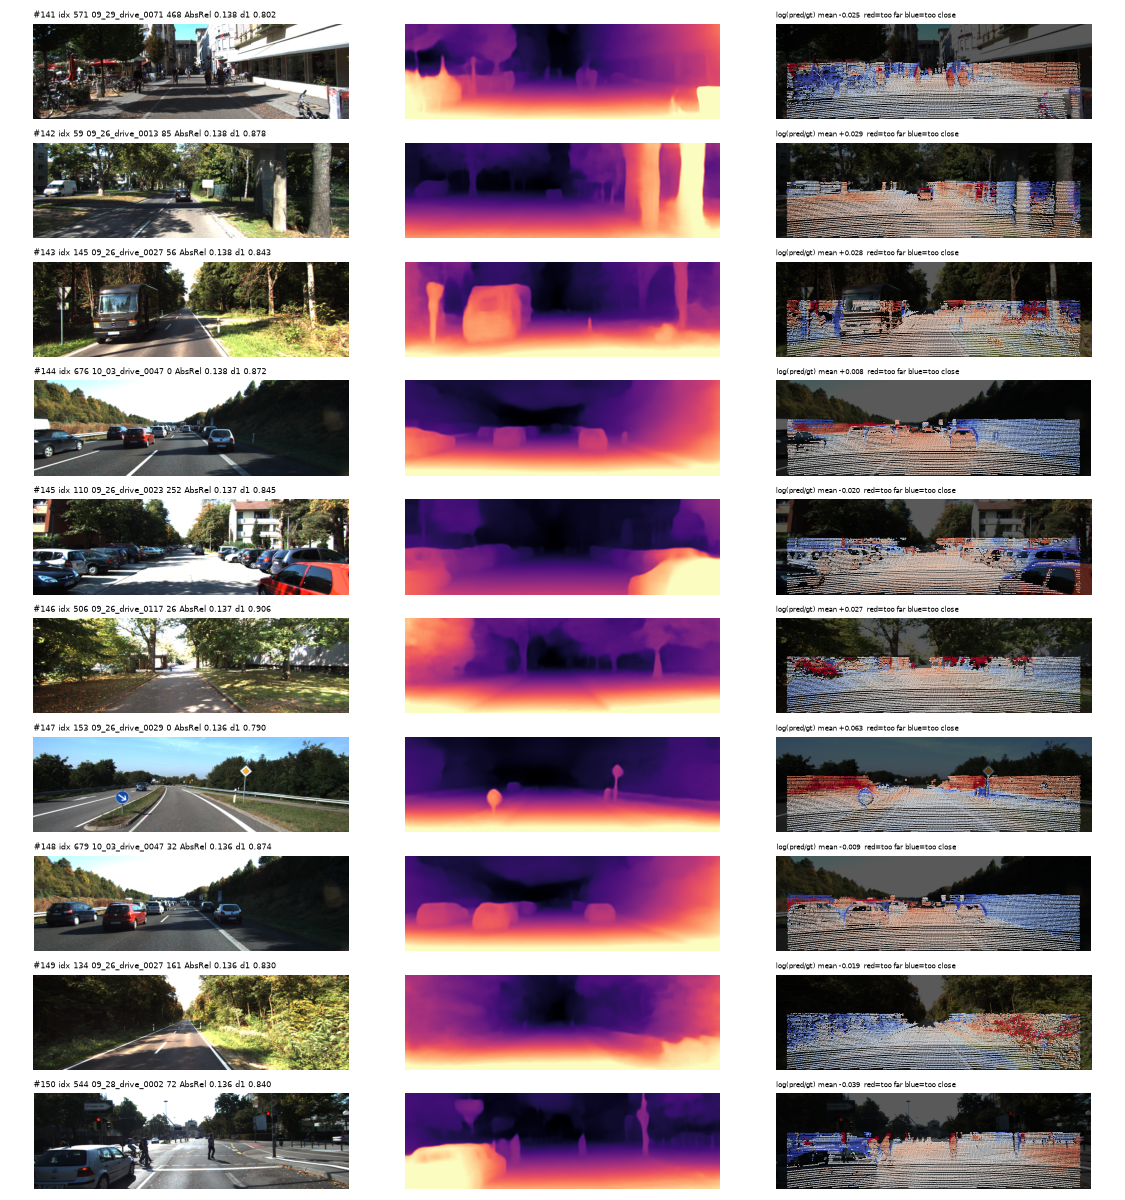 #141 idx 571 09_29_drive_0071 468 AbsRel 0.138 d1 0.802
log(pred/gt) mean -0.025 red=too far blue=too close
#142 idx 59 09_26_drive_0013 85 AbsRel 0.138 d1 0.878
log(pred/gt) mean +0.029 red=too far blue=too close
#143 idx 145 09_26_drive_0027 56 AbsRel 0.138 d1 0.843
log(pred/gt) mean +0.028 red=too far blue=too close
#144 idx 676 10_03_drive_0047 0 AbsRel 0.138 d1 0.872
log(pred/gt) mean +0.008 red=too far blue=too close
#145 idx 110 09_26_drive_0023 252 AbsRel 0.137 d1 0.845
log(pred/gt) mean -0.020 red=too far blue=too close
#146 idx 506 09_26_drive_0117 26 AbsRel 0.137 d1 0.906
log(pred/gt) mean +0.027 red=too far blue=too close
#147 idx 153 09_26_drive_0029 0 AbsRel 0.136 d1 0.790
log(pred/gt) mean +0.063 red=too far blue=too close
#148 idx 679 10_03_drive_0047 32 AbsRel 0.136 d1 0.874
log(pred/gt) mean -0.009 red=too far blue=too close
#149 idx 134 09_26_drive_0027 161 AbsRel 0.136 d1 0.830
log(pred/gt) mean -0.019 red=too far blue=too close
#150 idx 544 09_28_drive_0002 72 AbsRel 0.136 d1 0.840
log(pred/gt) mean -0.039 red=too far blue=too close